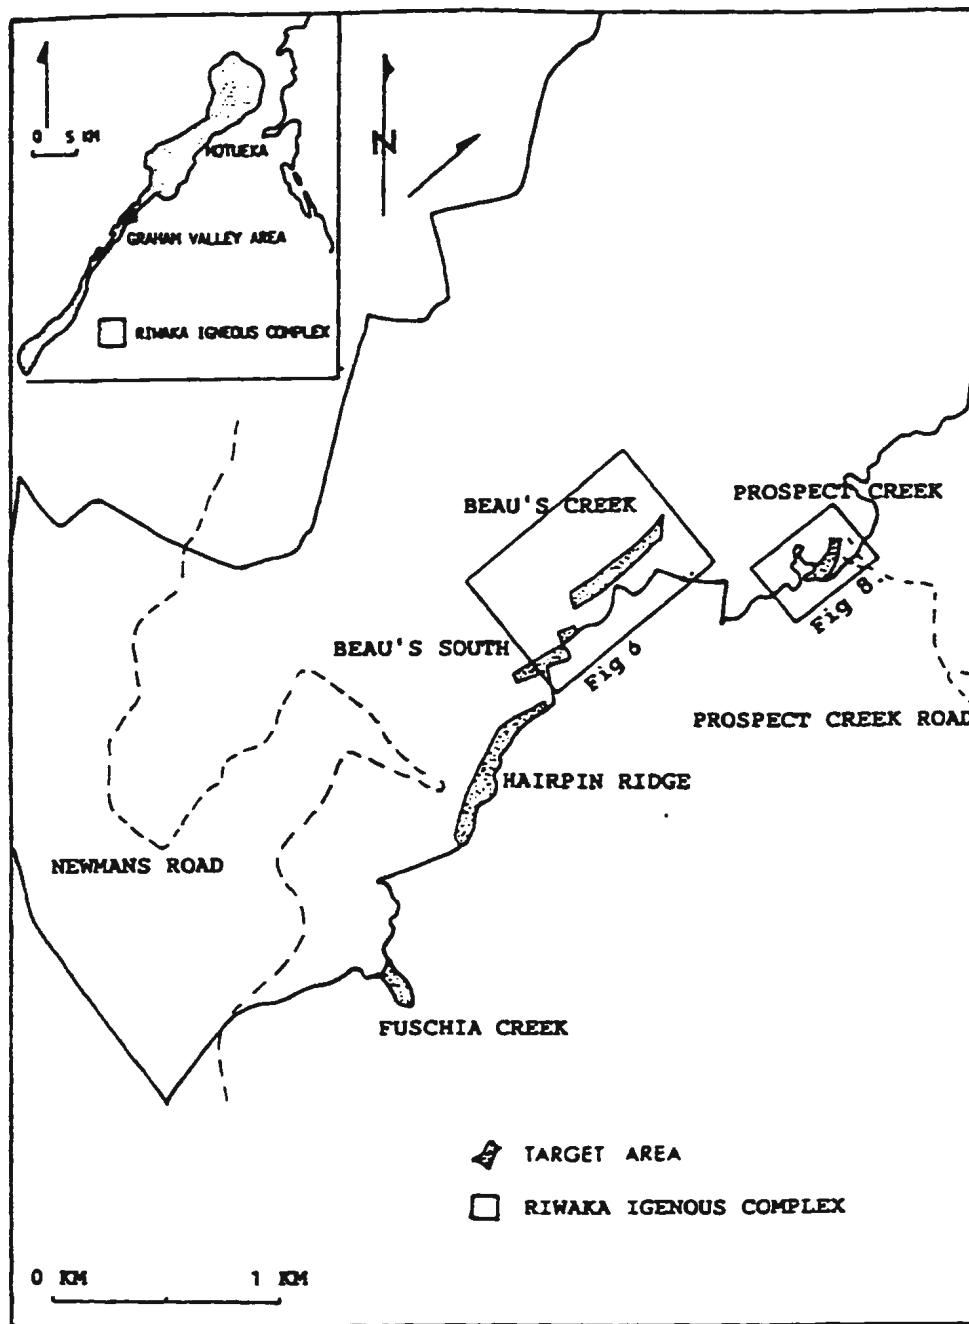 0 5 KM
MOTUEKA
GRAHAM VALLEY AREA
RIWAKA IGNEOUS COMPLEX
N
BEAU'S CREEK
PROSPECT CREEK
Fig 8
BEAU'S SOUTH
Fig 6
PROSPECT CREEK ROAD
HAIRPIN RIDGE
NEWMANS ROAD
FUSCHIA CREEK
TARGET AREA
RIWAKA IGENOUS COMPLEX
0 KM 1 KM